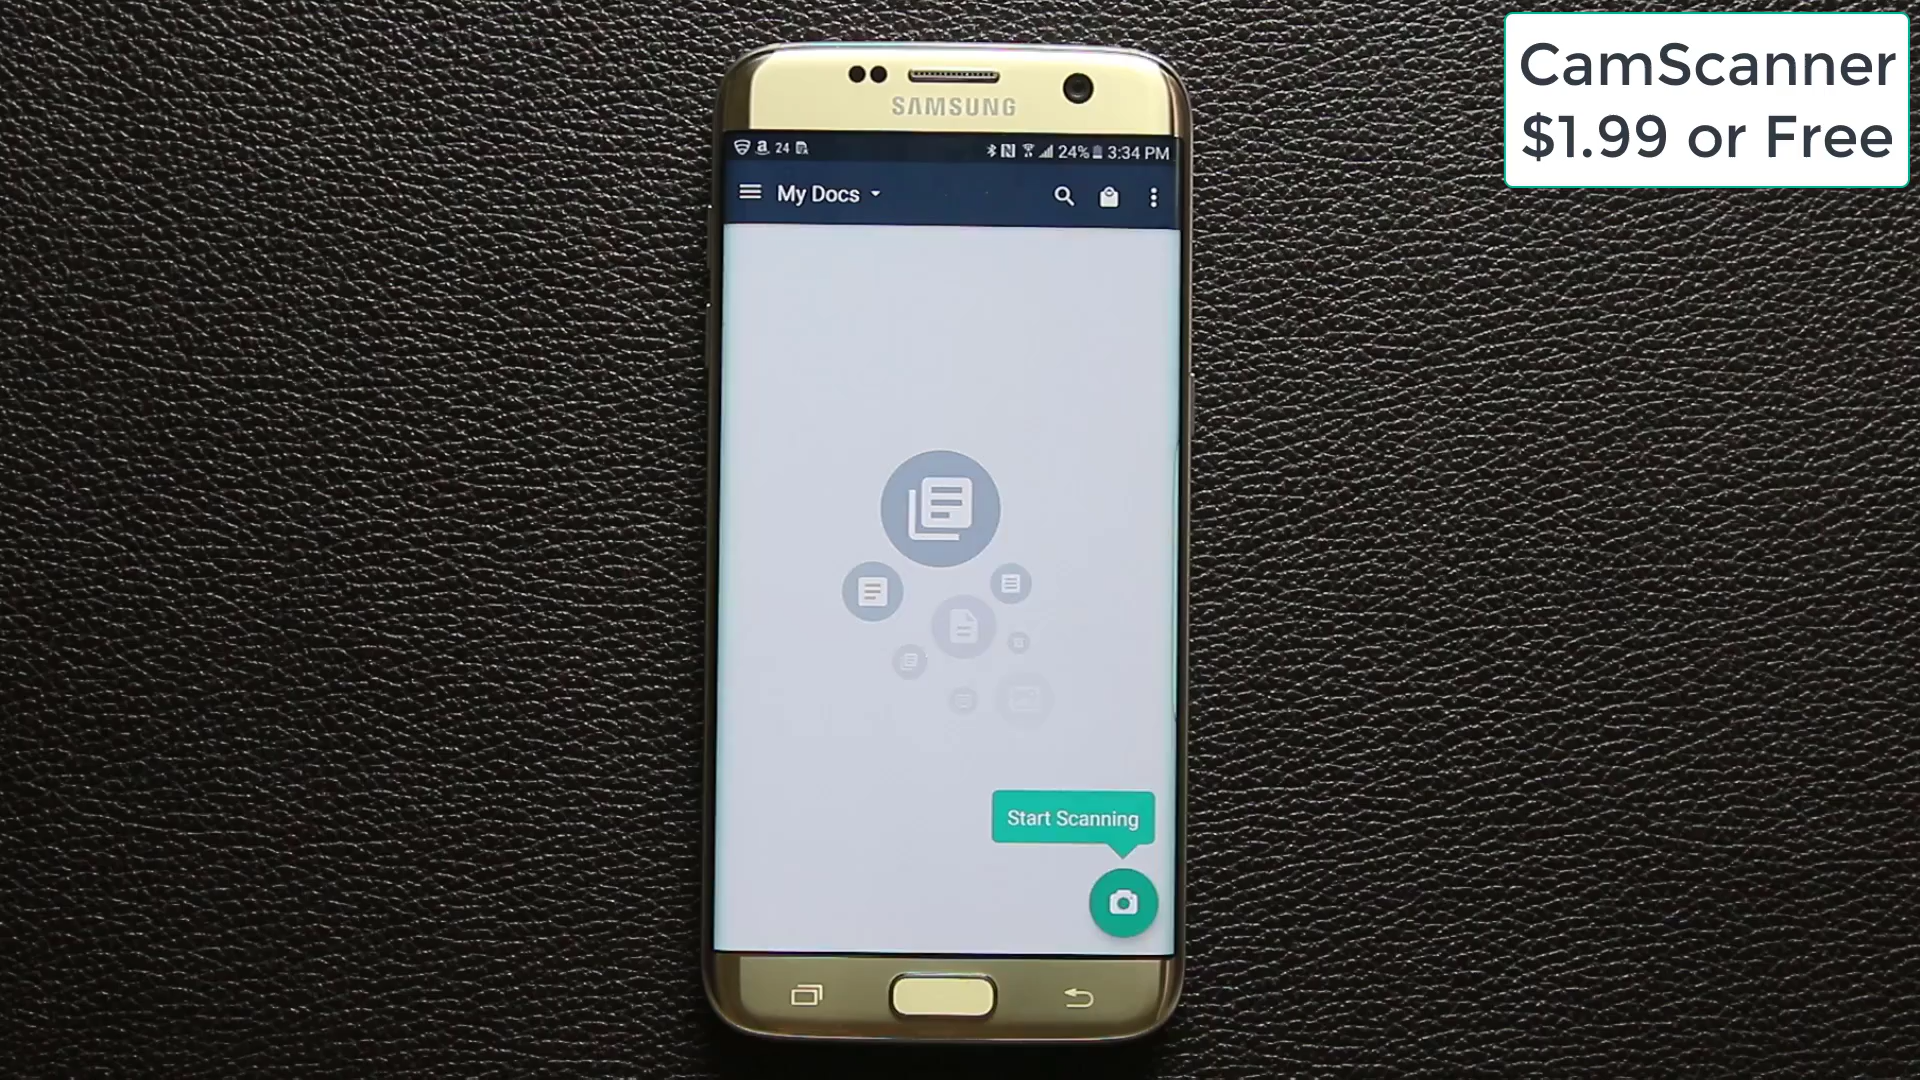 CamScanner
$1.99 or Free
SAMSUNG
a 24 24% 3:34 PM
My Docs
Start Scanning